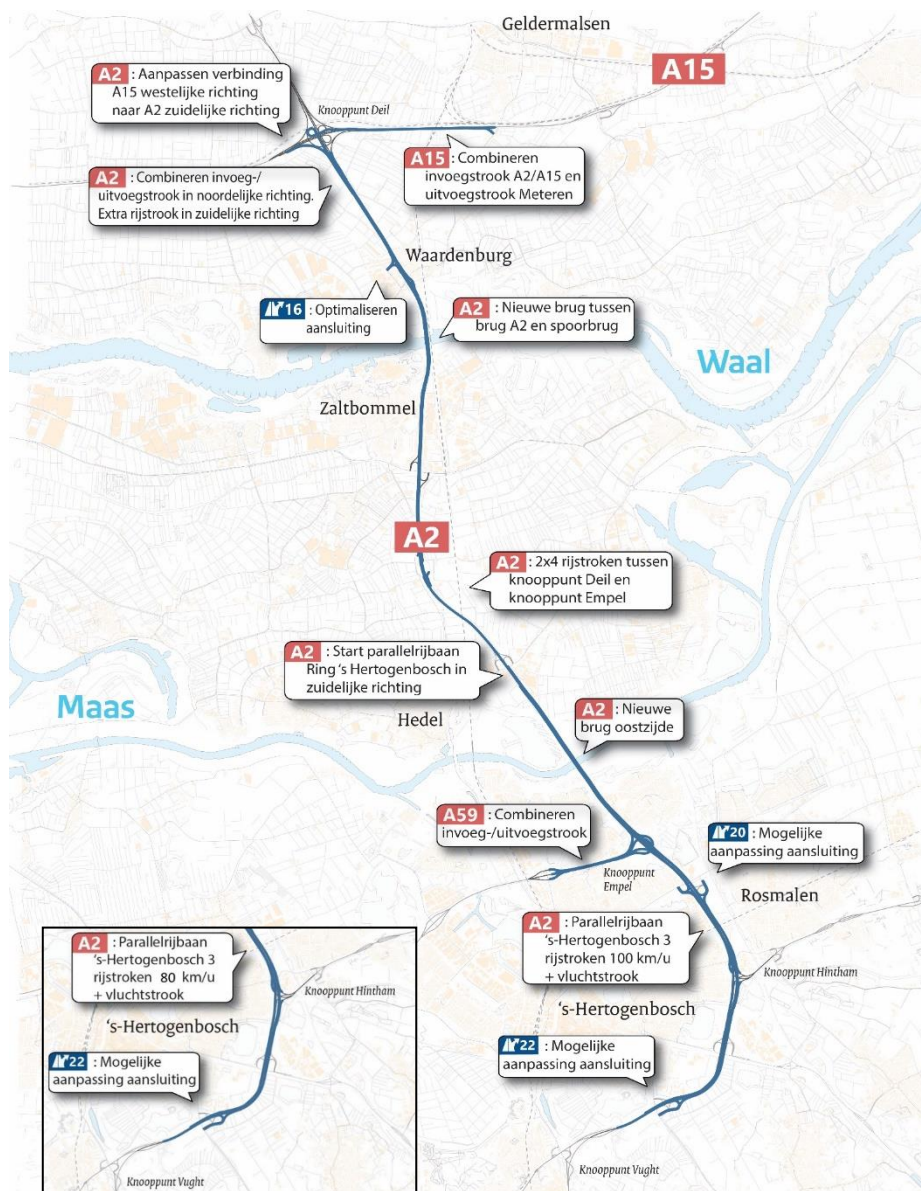 Geldermalsen
A15
A2 : Aanpassen verbinding
A15 westelijke richting
naar A2 zuidelijke richting
Knooppunt Deil
A15 : Combineren
invoegstrook A2/A15 en
uitvoegstrook Meteren
A2 : Combineren invoeg-/
uitvoegstrook in noordelijke richting.
Extra rijstrook in zuidelijke richting
Waardenburg
16 : Optimaliseren
aansluiting
A2 : Nieuwe brug tussen
brug A2 en spoorbrug
Waal
Zaltbommel
A2
A2 : 2x4 rijstroken tussen
knooppunt Deil en
knooppunt Empel
A2 : Start parallelrijbaan
Ring 's Hertogenbosch in
zuidelijke richting
Maas
Hedel
A2 : Nieuwe
brug oostzijde
A59 : Combineren
invoeg-/uitvoegstrook
20 : Mogelijke
aanpassing aansluiting
Knooppunt
Empel
Rosmalen
A2 : Parallelrijbaan
's-Hertogenbosch 3
rijstroken 100 km/u
+ vluchtstrook
Knooppunt Hintham
's-Hertogenbosch
22 : Mogelijke
aanpassing aansluiting
Knooppunt Vught
A2 : Parallelrijbaan
's-Hertogenbosch 3
rijstroken 80 km/u
+ vluchtstrook
Knooppunt Hintham
's-Hertogenbosch
22 : Mogelijke
aanpassing aansluiting
Knooppunt Vught